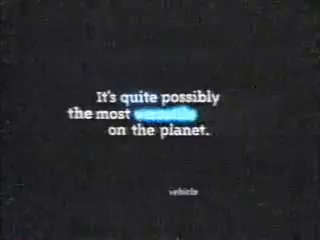 It's quite possibly
the most
on the planet.
vehicle